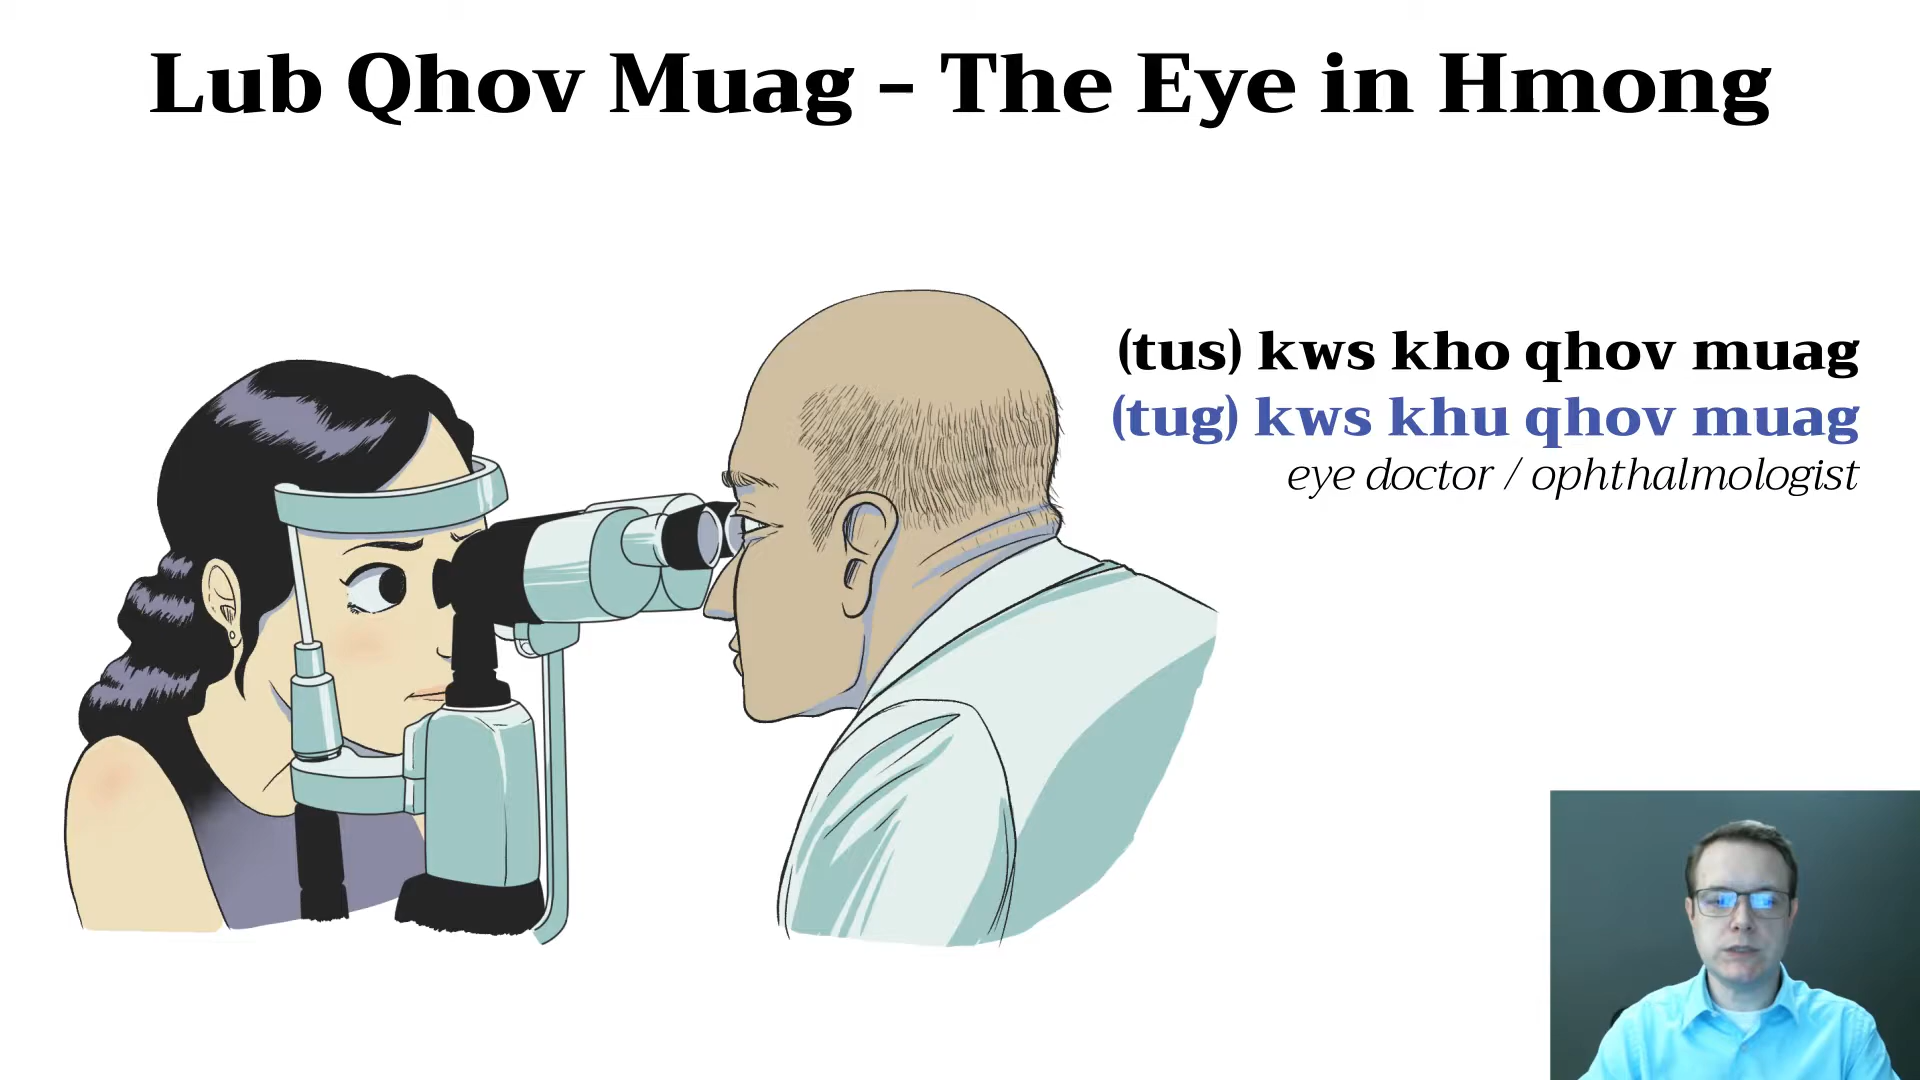 Lub Qhov Muag - The Eye in Hmong
(tus) kws kho qhov muag
(tug) kws khu qhov muag
eye doctor / ophthalmologist